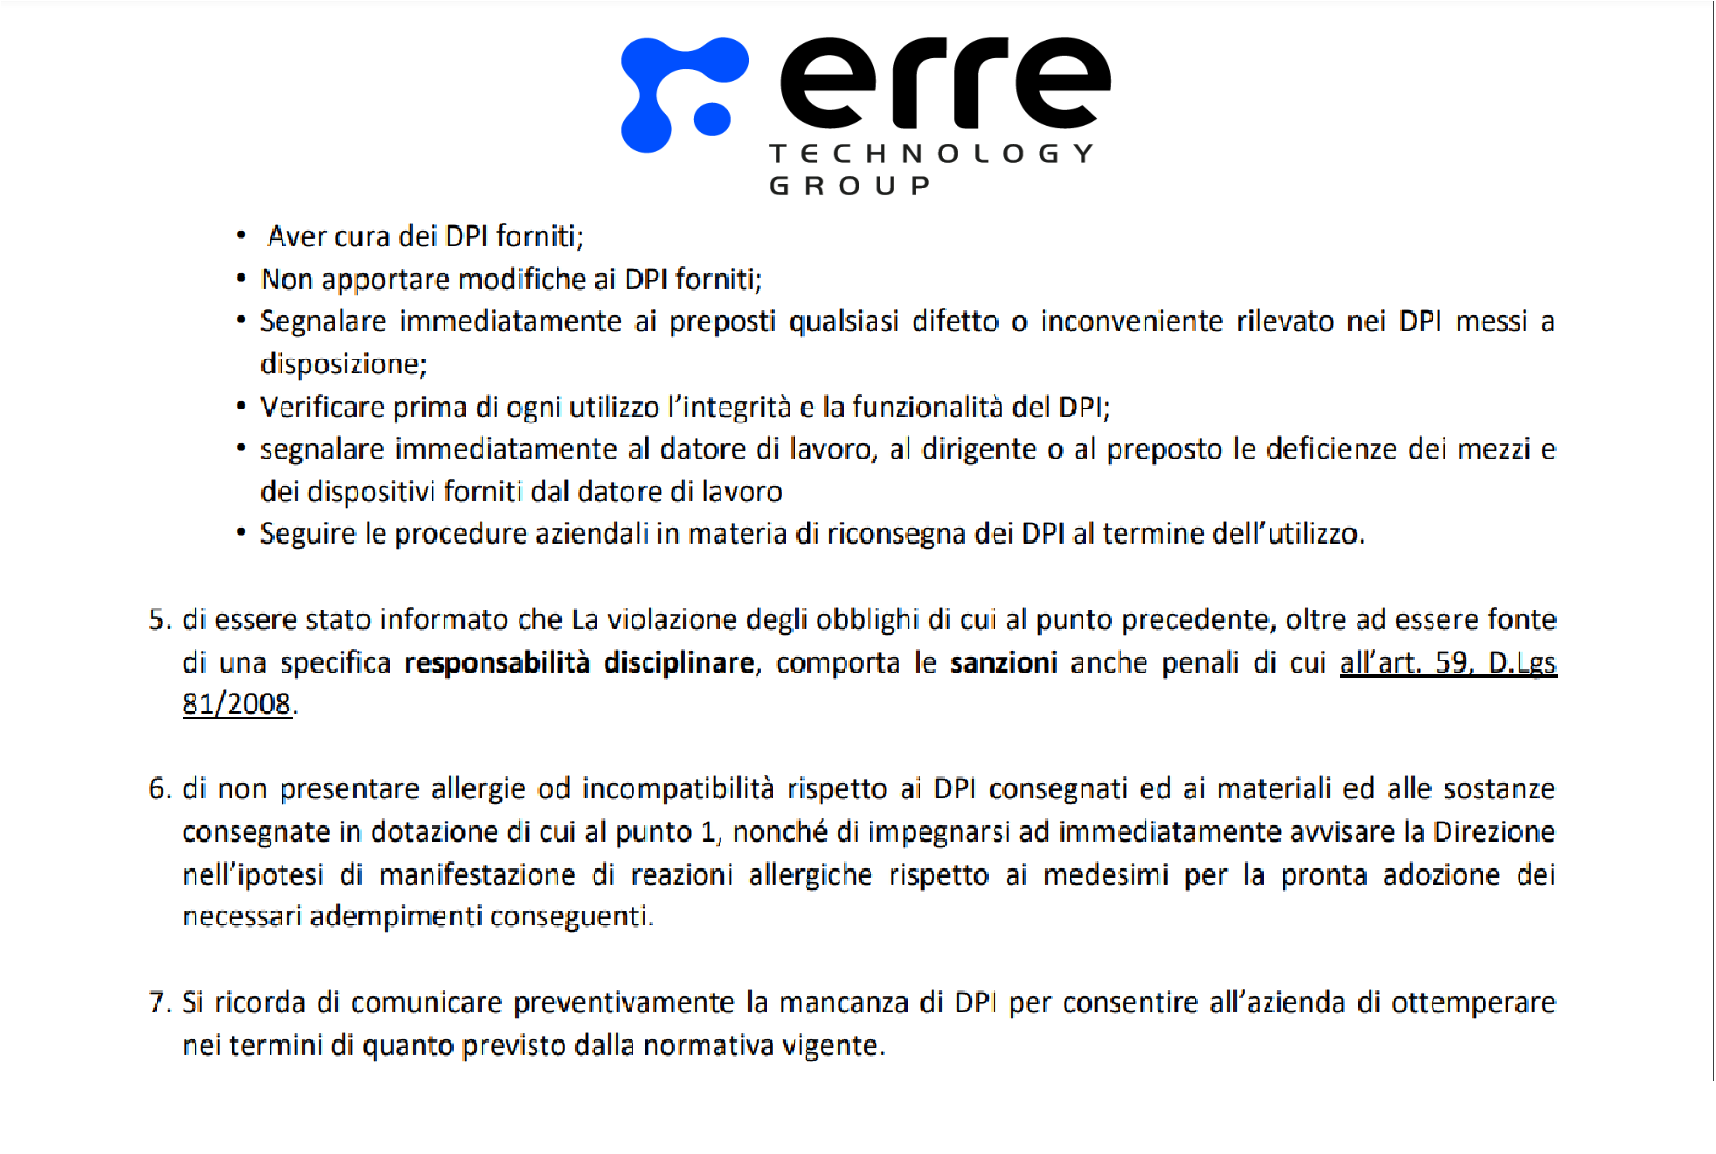 erre
TECHNOLOGY
GROUP
• Aver cura dei DPI forniti;
• Non apportare modifiche ai DPI forniti;
• Segnalare immediatamente ai preposti qualsiasi difetto o inconveniente rilevato nei DPI messi a
disposizione;
• Verificare prima di ogni utilizzo l'integrità e la funzionalità del DPI;
• segnalare immediatamente al datore di lavoro, al dirigente o al preposto le deficienze dei mezzi e
dei dispositivi forniti dal datore di lavoro
• Seguire le procedure aziendali in materia di riconsegna dei DPI al termine dell'utilizzo.
5. di essere stato informato che La violazione degli obblighi di cui al punto precedente, oltre ad essere fonte
di una specifica responsabilità disciplinare, comporta le sanzioni anche penali di cui all'art. 59, D.Lgs
81/2008.
6. di non presentare allergie od incompatibilità rispetto ai DPI consegnati ed ai materiali ed alle sostanze
consegnate in dotazione di cui al punto 1, nonché di impegnarsi ad immediatamente avvisare la Direzione
nell'ipotesi di manifestazione di reazioni allergiche rispetto ai medesimi per la pronta adozione dei
necessari adempimenti conseguenti.
7. Si ricorda di comunicare preventivamente la mancanza di DPI per consentire all'azienda di ottemperare
nei termini di quanto previsto dalla normativa vigente.